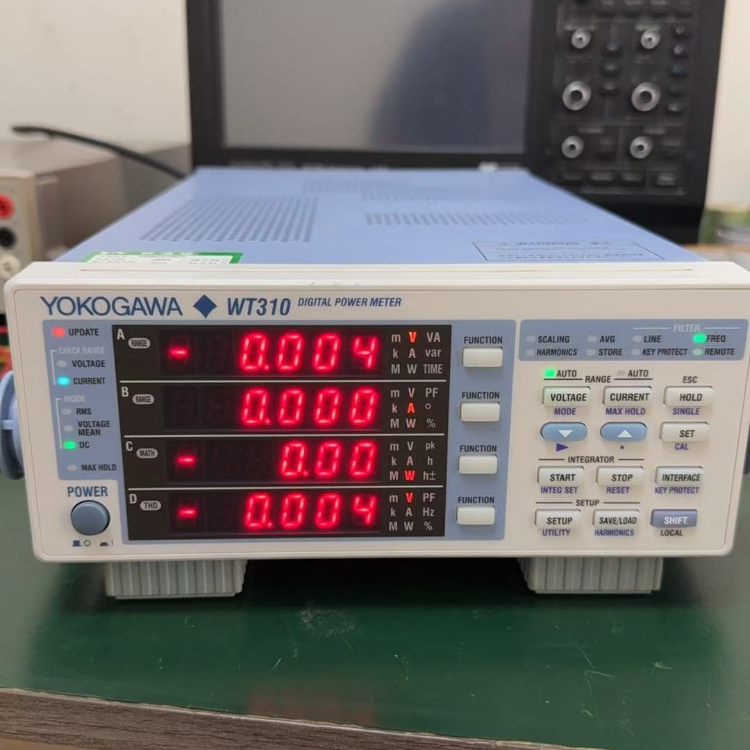 WARNING
YOKOGAWA ◆ WT310 DIGITAL POWER METER
UPDATE
CHECK RANGE
VOLTAGE
CURRENT
MODE
RMS
VOLTAGE
MEAN
DC
MAX HOLD
POWER
A RANGE - 0.004 m V VA
k A var
M W TIME
B RANGE 0.000 m V PF
k A °
M W %
C MATH - 0.00 m V pk
k A h
M W h±
D THD - 0.004 m V PF
k A Hz
M W %
FUNCTION
FUNCTION
FUNCTION
FUNCTION
FILTER
SCALING AVG LINE FREQ
HARMONICS STORE KEY PROTECT REMOTE
AUTO AUTO ESC
RANGE
VOLTAGE CURRENT HOLD
MODE MAX HOLD SINGLE
SET
CAL
INTEGRATOR
START STOP INTERFACE
INTEG SET RESET KEY PROTECT
SETUP
SETUP SAVE/LOAD SHIFT
UTILITY HARMONICS LOCAL